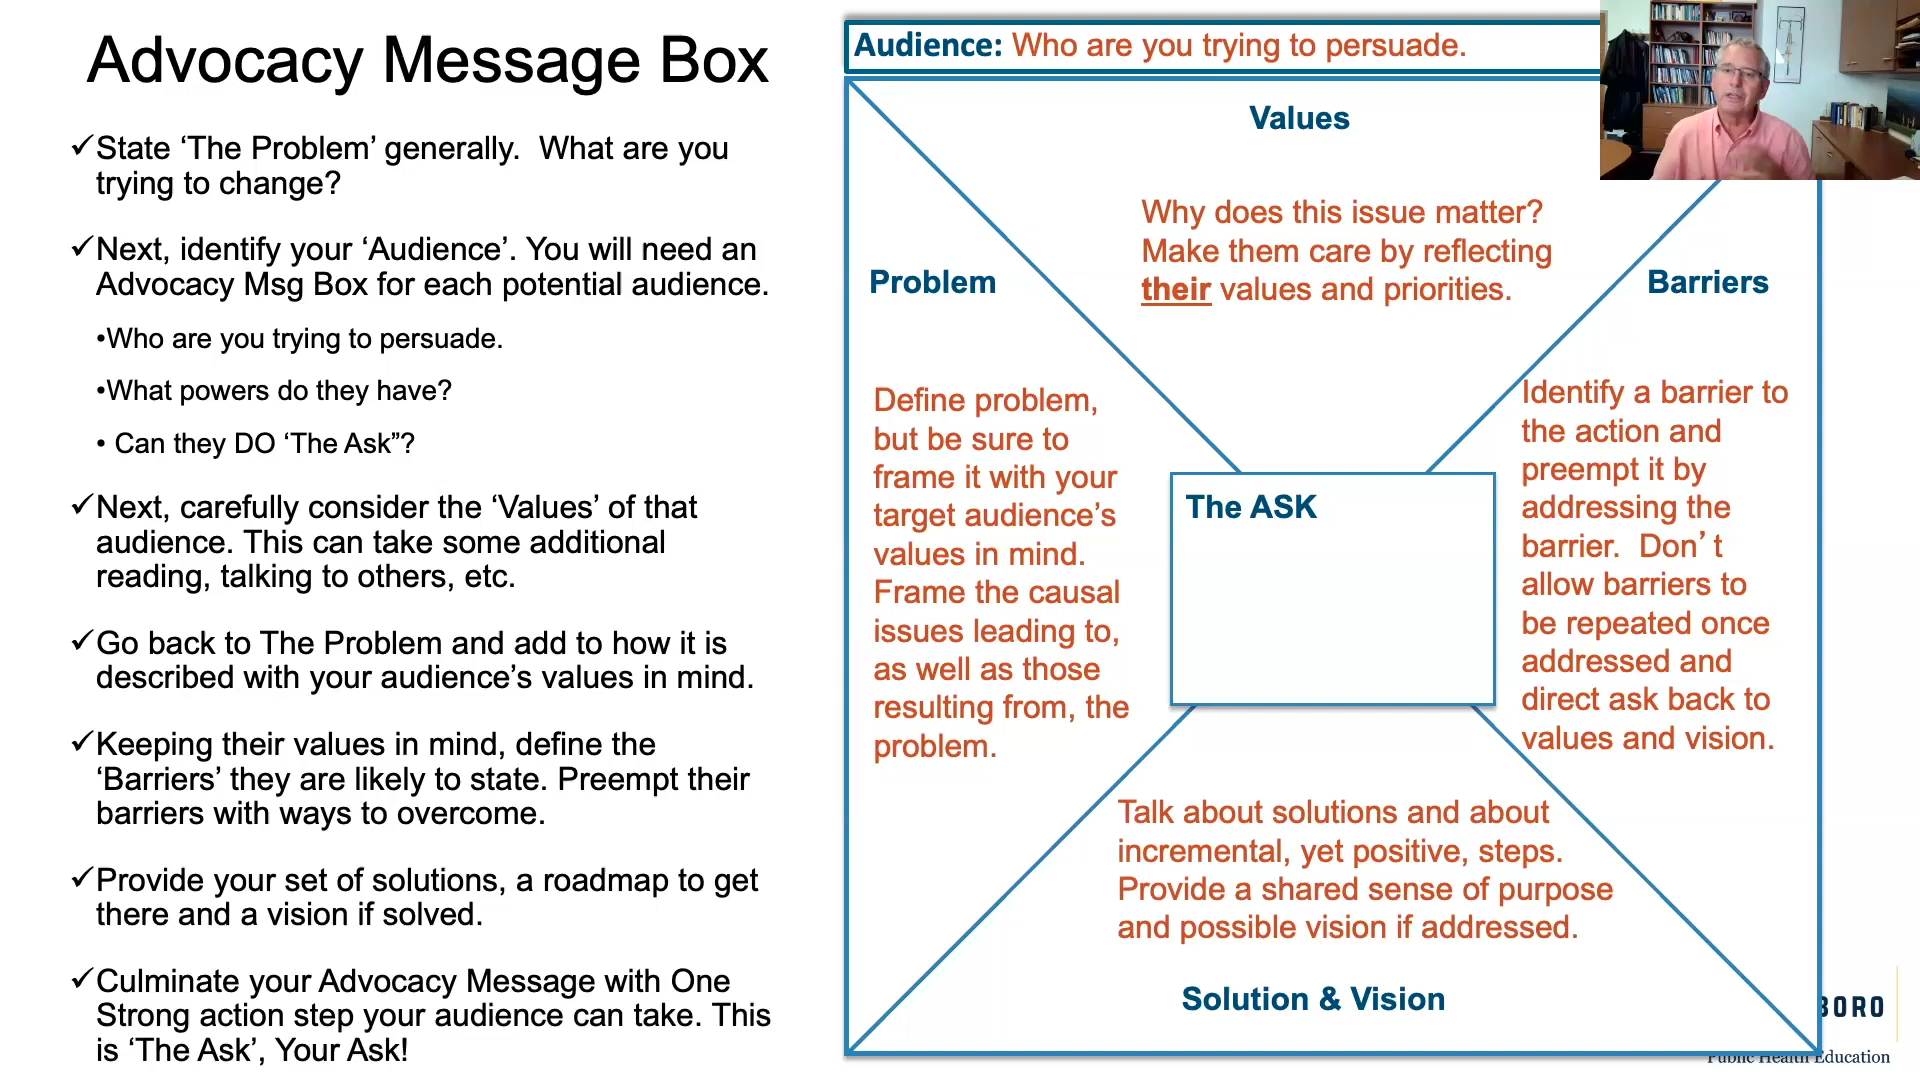 Advocacy Message Box
✓State ‘The Problem’ generally.  What are you
trying to change?
✓Next, identify your ‘Audience’. You will need an
Advocacy Msg Box for each potential audience.
•Who are you trying to persuade.
•What powers do they have?
• Can they DO ‘The Ask”?
✓Next, carefully consider the ‘Values’ of that
audience. This can take some additional
reading, talking to others, etc.
✓Go back to The Problem and add to how it is
described with your audience’s values in mind.
✓Keeping their values in mind, define the
‘Barriers’ they are likely to state. Preempt their
barriers with ways to overcome.
✓Provide your set of solutions, a roadmap to get
there and a vision if solved.
✓Culminate your Advocacy Message with One
Strong action step your audience can take. This
is ‘The Ask’, Your Ask!
Audience: Who are you trying to persuade.
Values
Why does this issue matter?
Make them care by reflecting
their values and priorities.
Problem
Define problem,
but be sure to
frame it with your
target audience’s
values in mind.
Frame the causal
issues leading to,
as well as those
resulting from, the
problem.
The ASK
Barriers
Identify a barrier to
the action and
preempt it by
addressing the
barrier.  Don’t
allow barriers to
be repeated once
addressed and
direct ask back to
values and vision.
Talk about solutions and about
incremental, yet positive, steps.
Provide a shared sense of purpose
and possible vision if addressed.
Solution & Vision
BORO
Public Health Education